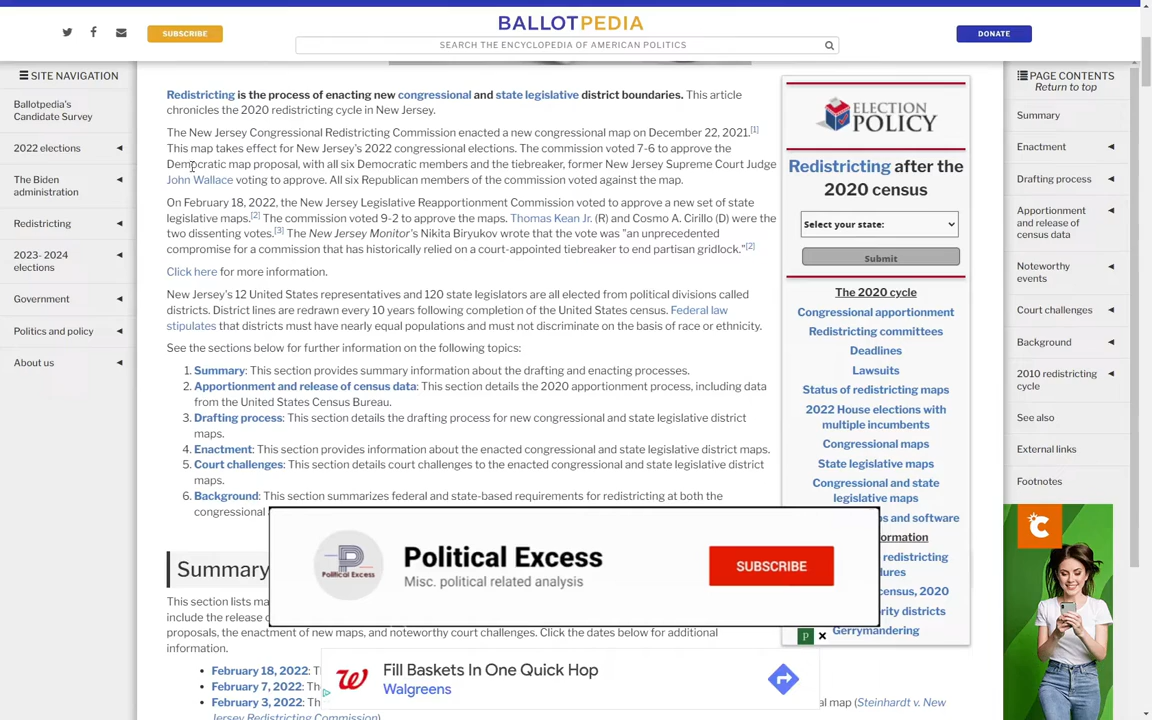 BALLOTPEDIA
SUBSCRIBE
SEARCH THE ENCYCLOPEDIA OF AMERICAN POLITICS
DONATE
SITE NAVIGATION
Ballotpedia's
Candidate Survey
2022 elections
The Biden
administration
Redistricting
2023- 2024
elections
Government
Politics and policy
About us
Redistricting is the process of enacting new congressional and state legislative district boundaries. This article
chronicles the 2020 redistricting cycle in New Jersey.
The New Jersey Congressional Redistricting Commission enacted a new congressional map on December 22, 2021.[1]
This map takes effect for New Jersey's 2022 congressional elections. The commission voted 7-6 to approve the
Democratic map proposal, with all six Democratic members and the tiebreaker, former New Jersey Supreme Court Judge
John Wallace voting to approve. All six Republican members of the commission voted against the map.
On February 18, 2022, the New Jersey Legislative Reapportionment Commission voted to approve a new set of state
legislative maps.[2] The commission voted 9-2 to approve the maps. Thomas Kean Jr. (R) and Cosmo A. Cirillo (D) were the
two dissenting votes.[3] The New Jersey Monitor's Nikita Biryukov wrote that the vote was "an unprecedented
compromise for a commission that has historically relied on a court-appointed tiebreaker to end partisan gridlock."[2]
Click here for more information.
New Jersey's 12 United States representatives and 120 state legislators are all elected from political divisions called
districts. District lines are redrawn every 10 years following completion of the United States census. Federal law
stipulates that districts must have nearly equal populations and must not discriminate on the basis of race or ethnicity.
See the sections below for further information on the following topics:
1. Summary: This section provides summary information about the drafting and enacting processes.
2. Apportionment and release of census data: This section details the 2020 apportionment process, including data
from the United States Census Bureau.
3. Drafting process: This section details the drafting process for new congressional and state legislative district
maps.
4. Enactment: This section provides information about the enacted congressional and state legislative district maps.
5. Court challenges: This section details court challenges to the enacted congressional and state legislative district
maps.
6. Background: This section summarizes federal and state-based requirements for redistricting at both the
congressional
Summary
This section lists
include the release
proposals, the enactment of new maps, and noteworthy court challenges. Click the dates below for additional
information.
• February 18, 2022:
• February 7, 2022:
• February 3, 2022: al map (Steinhardt v. New
Jersey Redistricting Commission)
ELECTION
POLICY
Redistricting after the
2020 census
Select your state:
Submit
The 2020 cycle
Congressional apportionment
Redistricting committees
Deadlines
Lawsuits
Status of redistricting maps
2022 House elections with
multiple incumbents
Congressional maps
State legislative maps
Congressional and state
legislative maps
ps and software
ormation
redistricting
ures
ensus, 2020
ority districts
Gerrymandering
PAGE CONTENTS
Return to top
Summary
Enactment
Drafting process
Apportionment
and release of
census data
Noteworthy
events
Court challenges
Background
2010 redistricting
cycle
See also
External links
Footnotes
Political Excess
Political Excess
Misc. political related analysis
SUBSCRIBE
Fill Baskets In One Quick Hop
Walgreens